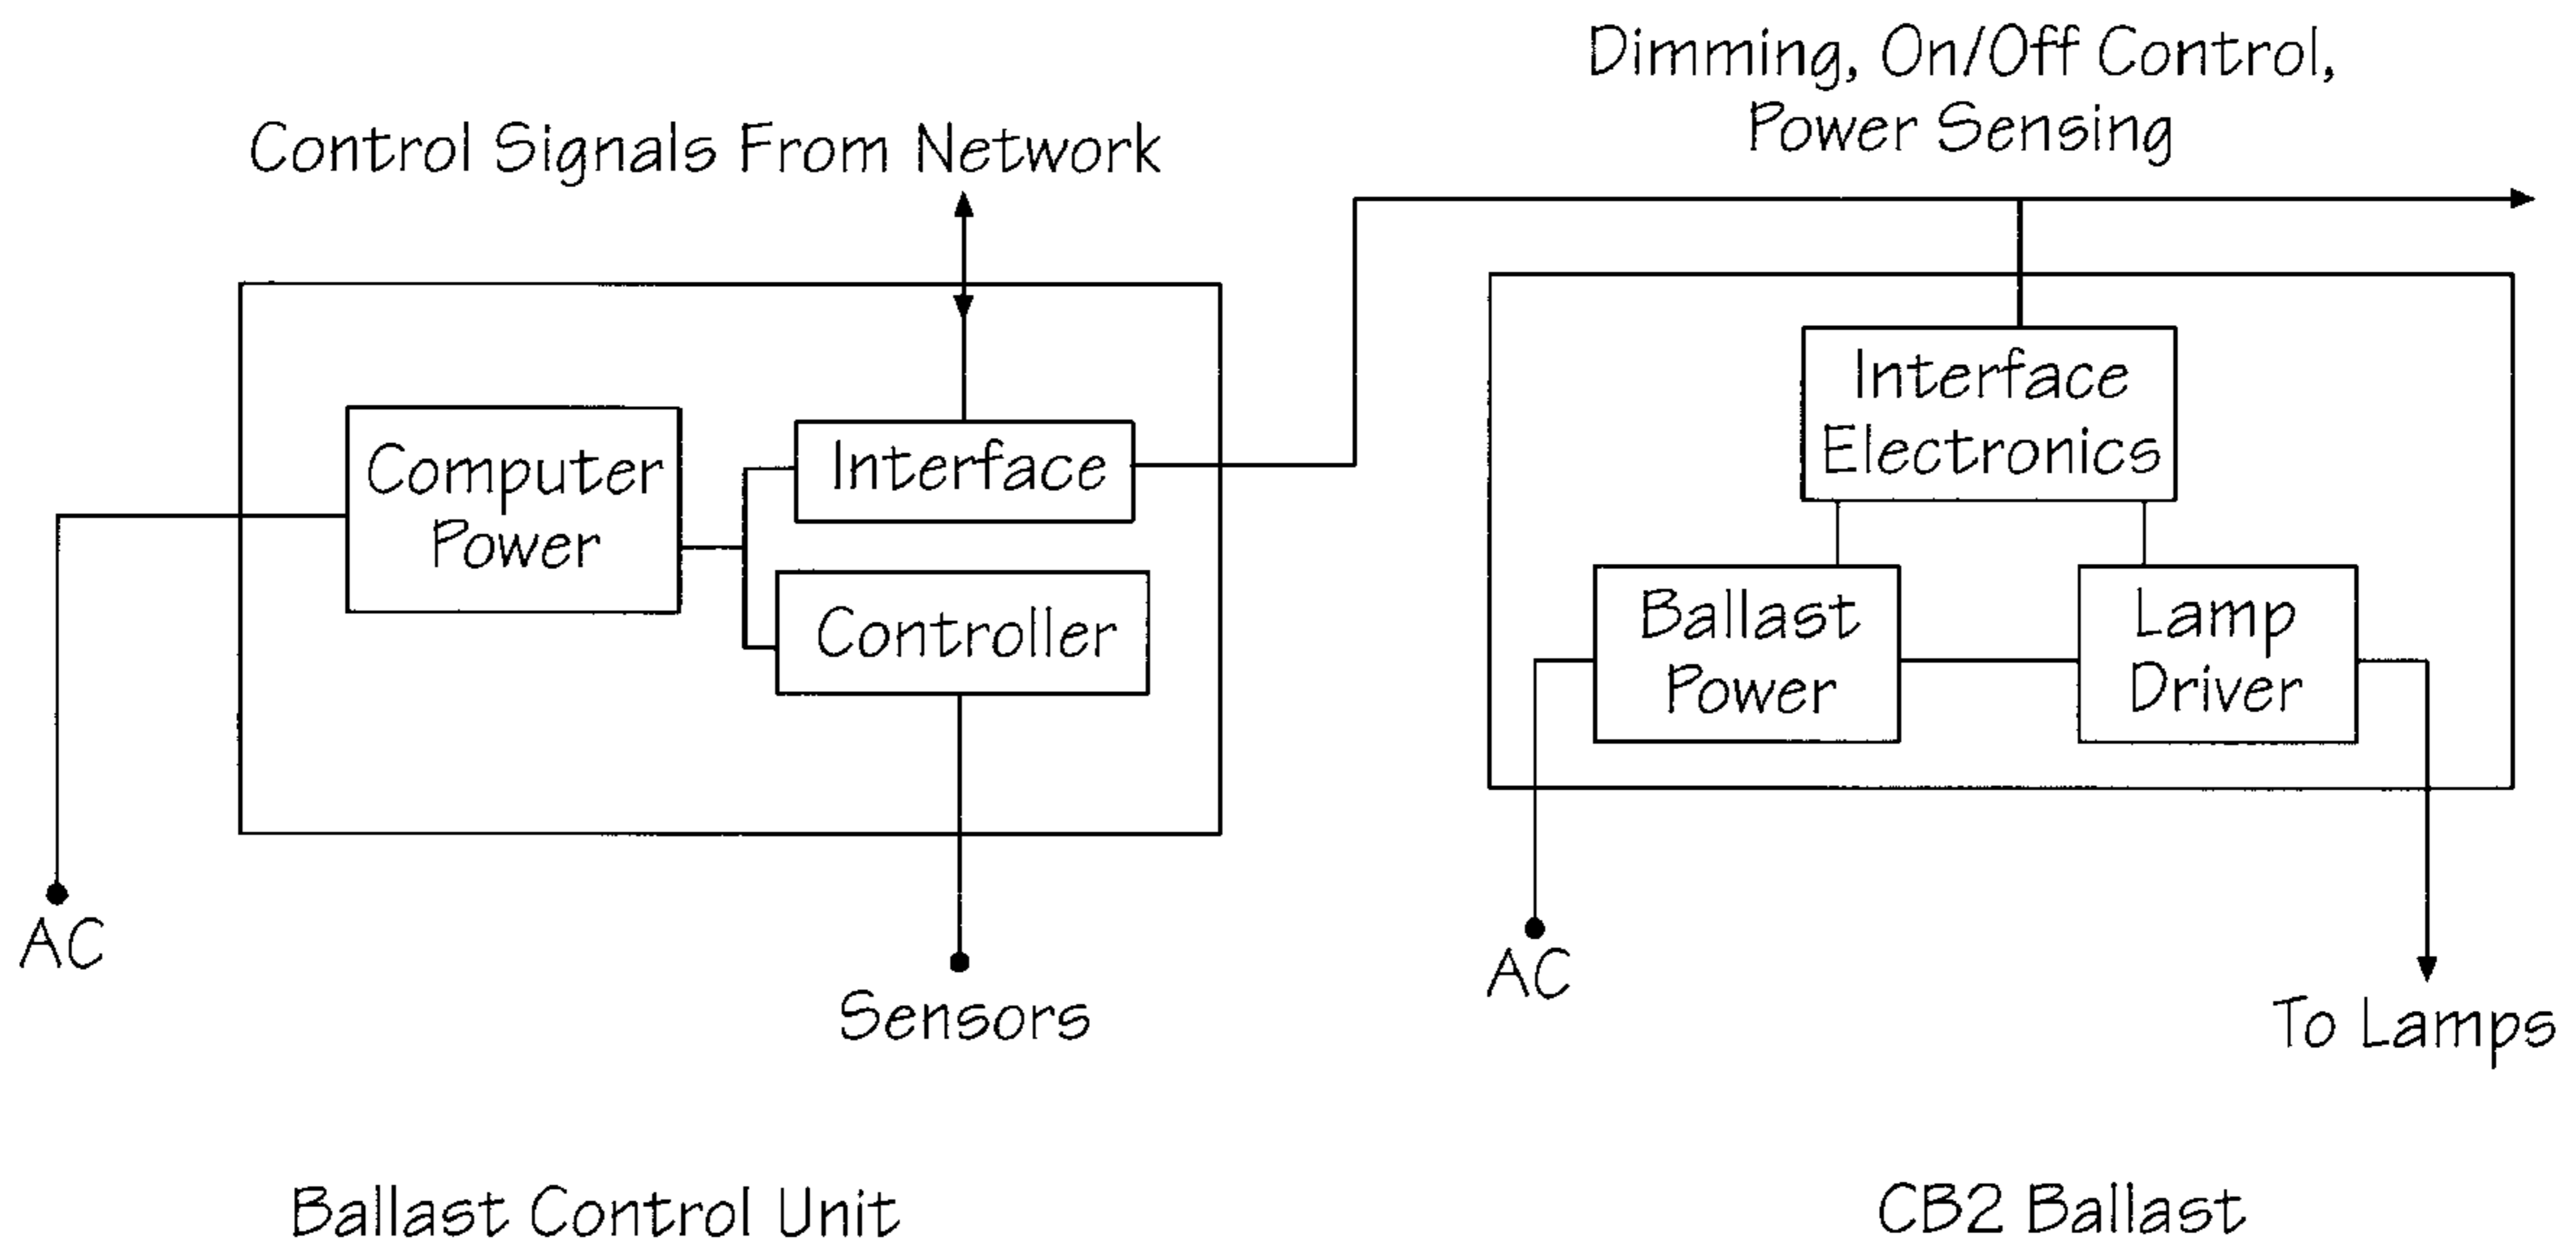 Dimming, On/Off Control,
Power Sensing
Control Signals From Network
Computer
Power
Interface
Controller
AC
Sensors
Interface
Electronics
Ballast
Power
Lamp
Driver
AC
To Lamps
Ballast Control Unit
CB2 Ballast